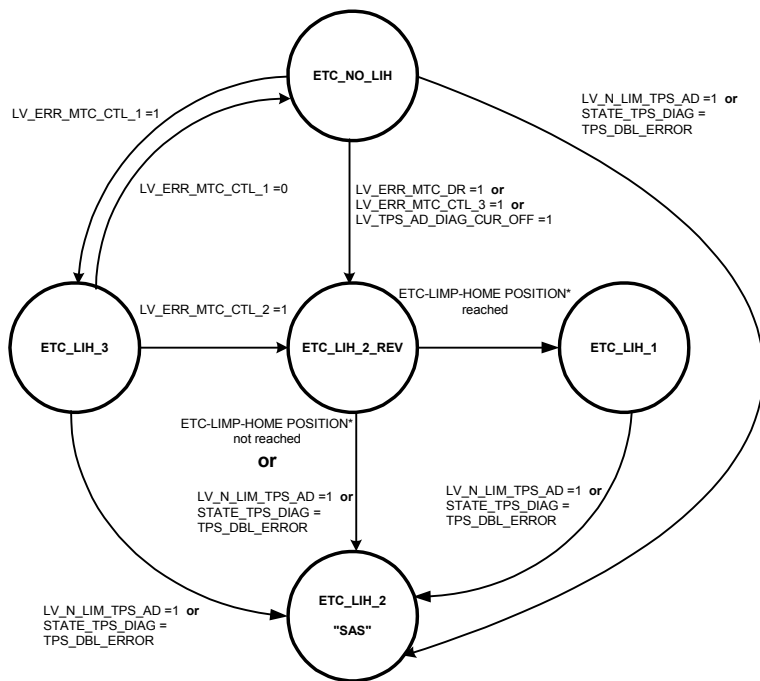 ETC_NO_LIH
LV_N_LIM_TPS_AD =1 or
STATE_TPS_DIAG =
TPS_DBL_ERROR
LV_ERR_MTC_CTL_1 =1
LV_ERR_MTC_CTL_1 =0
LV_ERR_MTC_DR =1 or
LV_ERR_MTC_CTL_3 =1 or
LV_TPS_AD_DIAG_CUR_OFF =1
ETC-LIMP-HOME POSITION*
reached
LV_ERR_MTC_CTL_2 =1
ETC_LIH_3
ETC_LIH_2_REV
ETC_LIH_1
ETC-LIMP-HOME POSITION*
not reached
or
LV_N_LIM_TPS_AD =1 or
STATE_TPS_DIAG =
TPS_DBL_ERROR
LV_N_LIM_TPS_AD =1 or
STATE_TPS_DIAG =
TPS_DBL_ERROR
LV_N_LIM_TPS_AD =1 or
STATE_TPS_DIAG =
TPS_DBL_ERROR
ETC_LIH_2
"SAS"